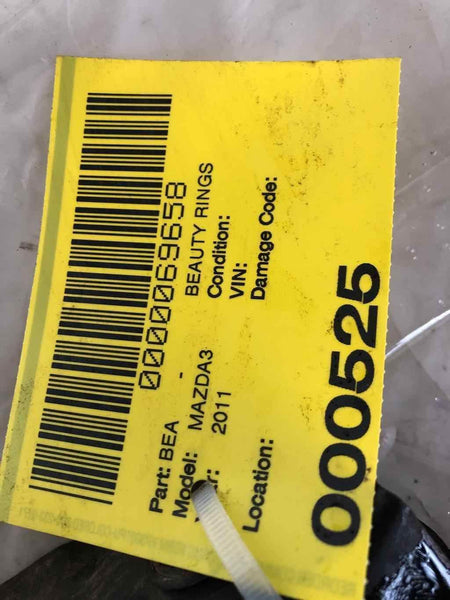 0000069658
Part: BEA - BEAUTY RINGS
Model: MAZDA3 Condition:
2011 VIN:
Damage Code:
Location:
000525